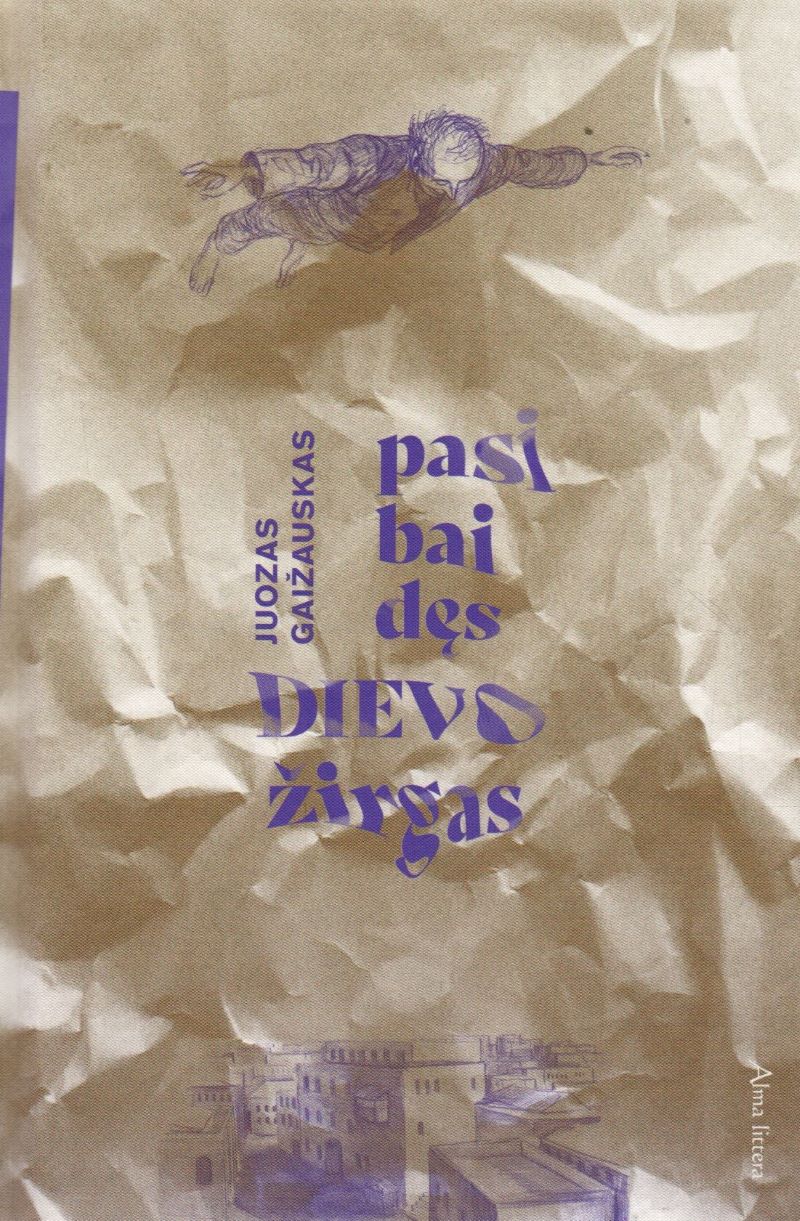 JUOZAS
GAIŽAUSKAS
pasi
bai
dęs
DIEVO
žirgas
Alma littera